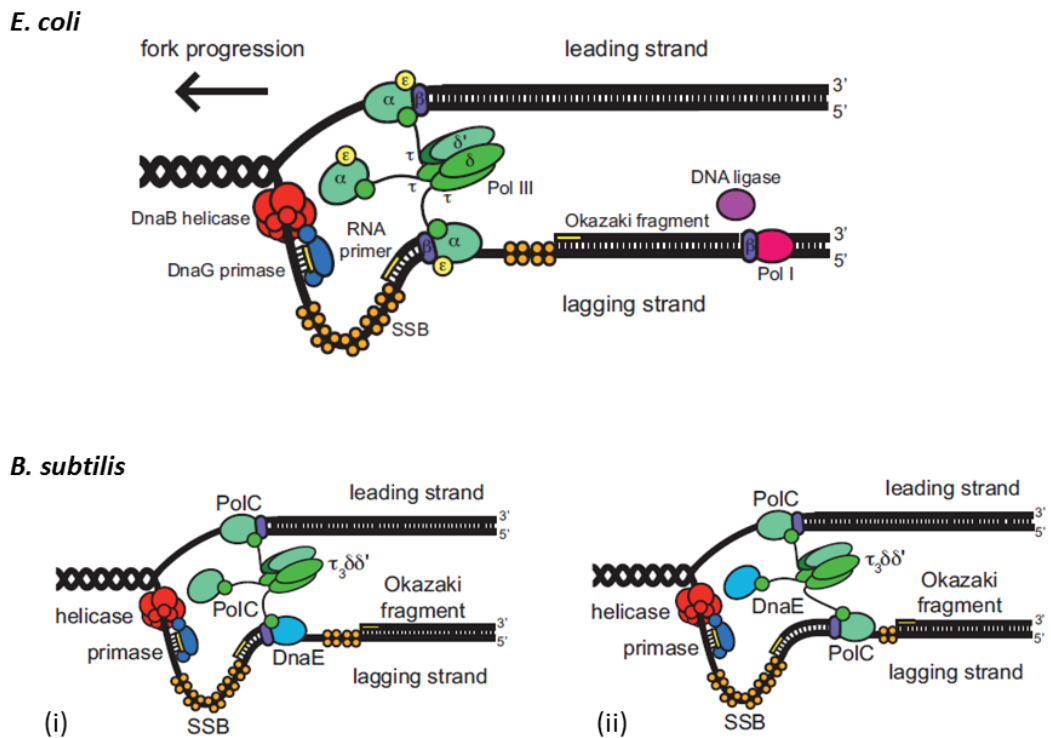 E. coli
fork progression
leading strand
ε
α
β
3’
5’
δ'
δ
τ
ε
α
τ
τ
Pol III
DNA ligase
DnaB helicase
RNA
primer
Okazaki fragment
3’
β
α
β
5’
DnaG primase
ε
Pol I
lagging strand
SSB
B. subtilis
PolC
leading strand
3’
5’
τ3δδ'
PolC
Okazaki
fragment
helicase
3’
primase
DnaE
5’
lagging strand
SSB
(i)
PolC
leading strand
3’
5’
τ3δδ'
DnaE
Okazaki
fragment
helicase
3’
primase
PolC
5’
lagging strand
SSB
(ii)